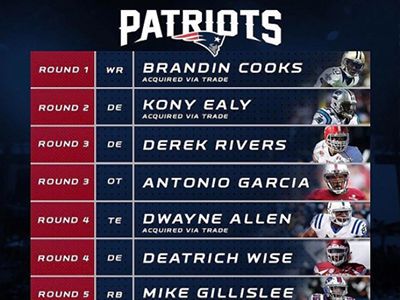 PATRIOTS
ROUND 1 WR BRANDIN COOKS
ACQUIRED VIA TRADE
ROUND 2 DE KONY EALY
ACQUIRED VIA TRADE
ROUND 3 DE DEREK RIVERS
ROUND 3 OT ANTONIO GARCIA
ROUND 4 TE DWAYNE ALLEN
ACQUIRED VIA TRADE
ROUND 4 DE DEATRICH WISE
ROUND 5 RB MIKE GILLISLEE